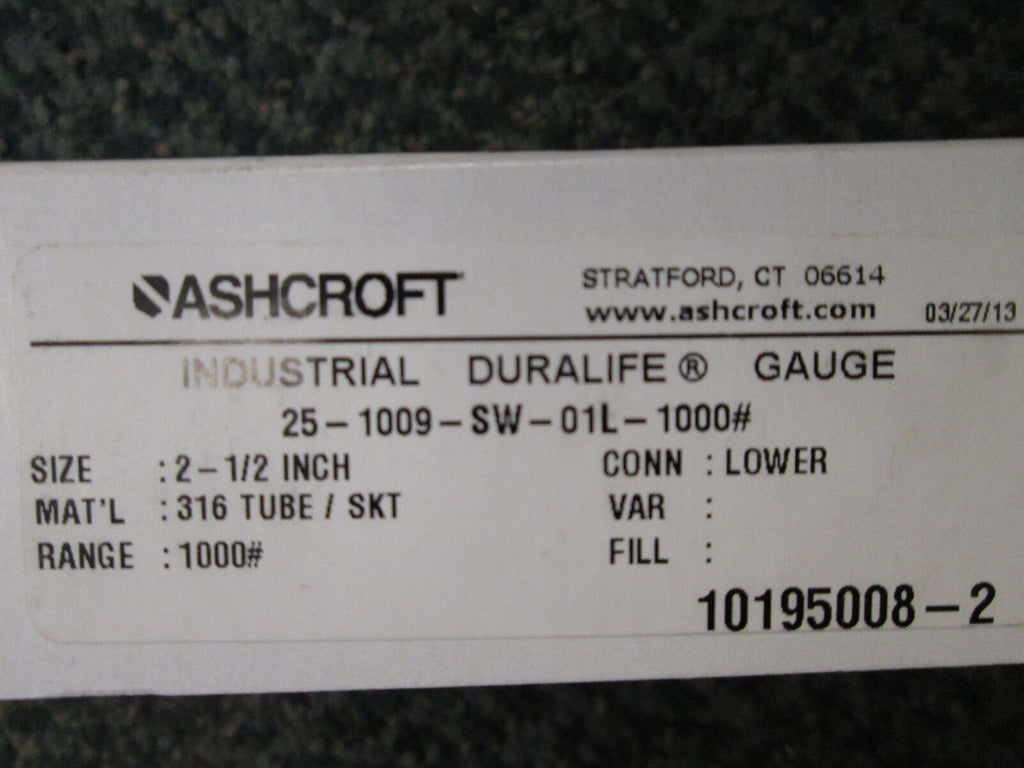 ASHCROFT
STRATFORD, CT 06614
www.ashcroft.com 03/27/13
INDUSTRIAL DURALIFE® GAUGE
25-1009-SW-01L-1000#
SIZE : 2-1/2 INCH CONN : LOWER
MAT'L : 316 TUBE / SKT VAR :
RANGE : 1000# FILL :
10195008-2